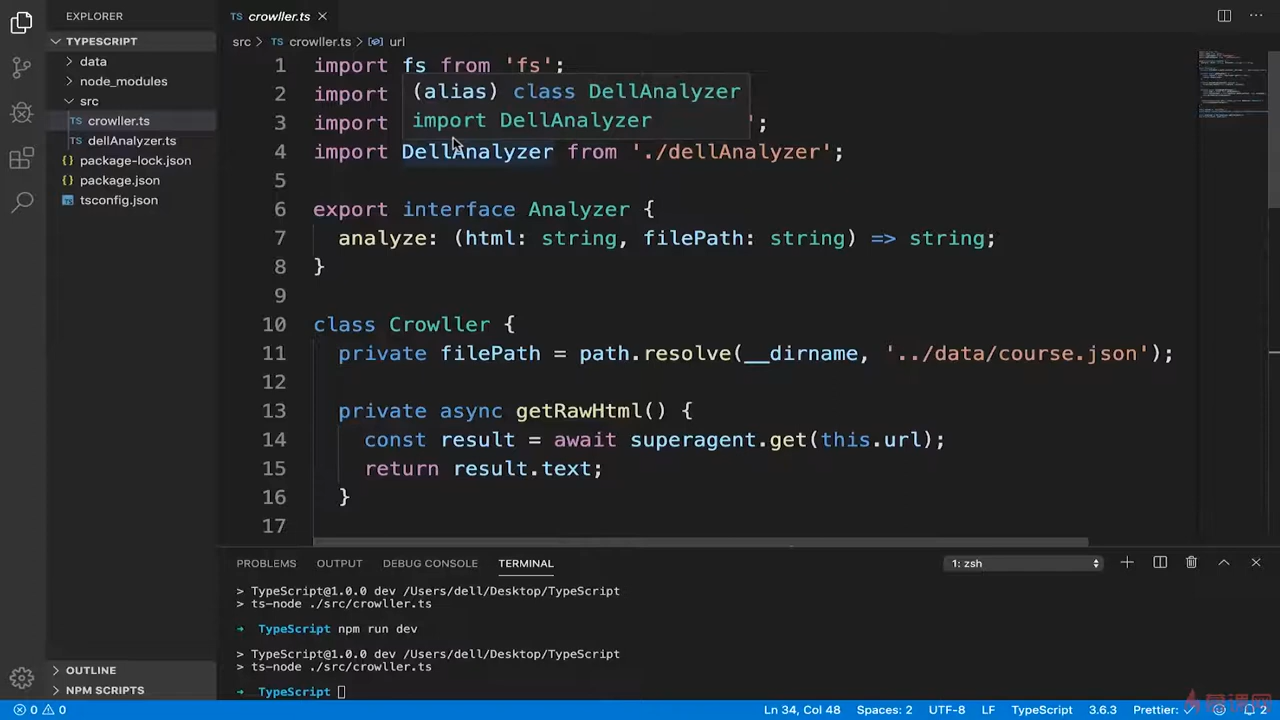 EXPLORER
TS crowller.ts
TYPESCRIPT
src > TS crowller.ts > url
data
node_modules
src
TS crowller.ts
TS dellAnalyzer.ts
{} package-lock.json
{} package.json
tsconfig.json
1 import fs from 'fs';
2 import
3 import ';
(alias) class DellAnalyzer
import DellAnalyzer
4 import DellAnalyzer from './dellAnalyzer';
5
6 export interface Analyzer {
7 analyze: (html: string, filePath: string) => string;
8 }
9
10 class Crowller {
11 private filePath = path.resolve(__dirname, '../data/course.json');
12
13 private async getRawHtml() {
14 const result = await superagent.get(this.url);
15 return result.text;
16 }
17
PROBLEMS OUTPUT DEBUG CONSOLE TERMINAL 1: zsh
> TypeScript@1.0.0 dev /Users/dell/Desktop/TypeScript
> ts-node ./src/crowller.ts
→ TypeScript npm run dev
> TypeScript@1.0.0 dev /Users/dell/Desktop/TypeScript
> ts-node ./src/crowller.ts
→ TypeScript
OUTLINE
NPM SCRIPTS
0 0 Ln 34, Col 48 Spaces: 2 UTF-8 LF TypeScript 3.6.3 Prettier: ✓ 2
慕课网